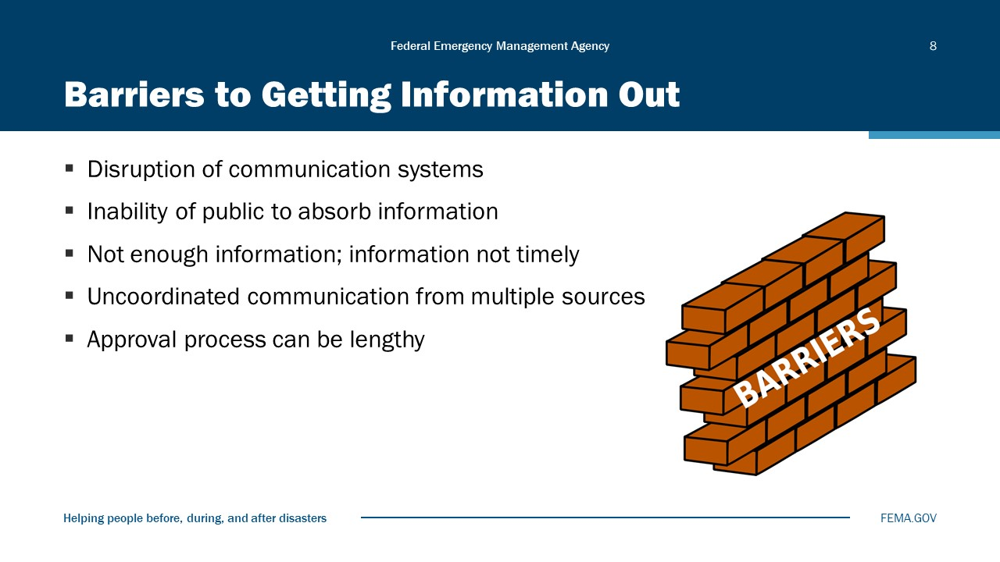 Federal Emergency Management Agency
8
Barriers to Getting Information Out
▪ Disruption of communication systems
▪ Inability of public to absorb information
▪ Not enough information; information not timely
▪ Uncoordinated communication from multiple sources
▪ Approval process can be lengthy
BARRIERS
Helping people before, during, and after disasters
FEMA.GOV